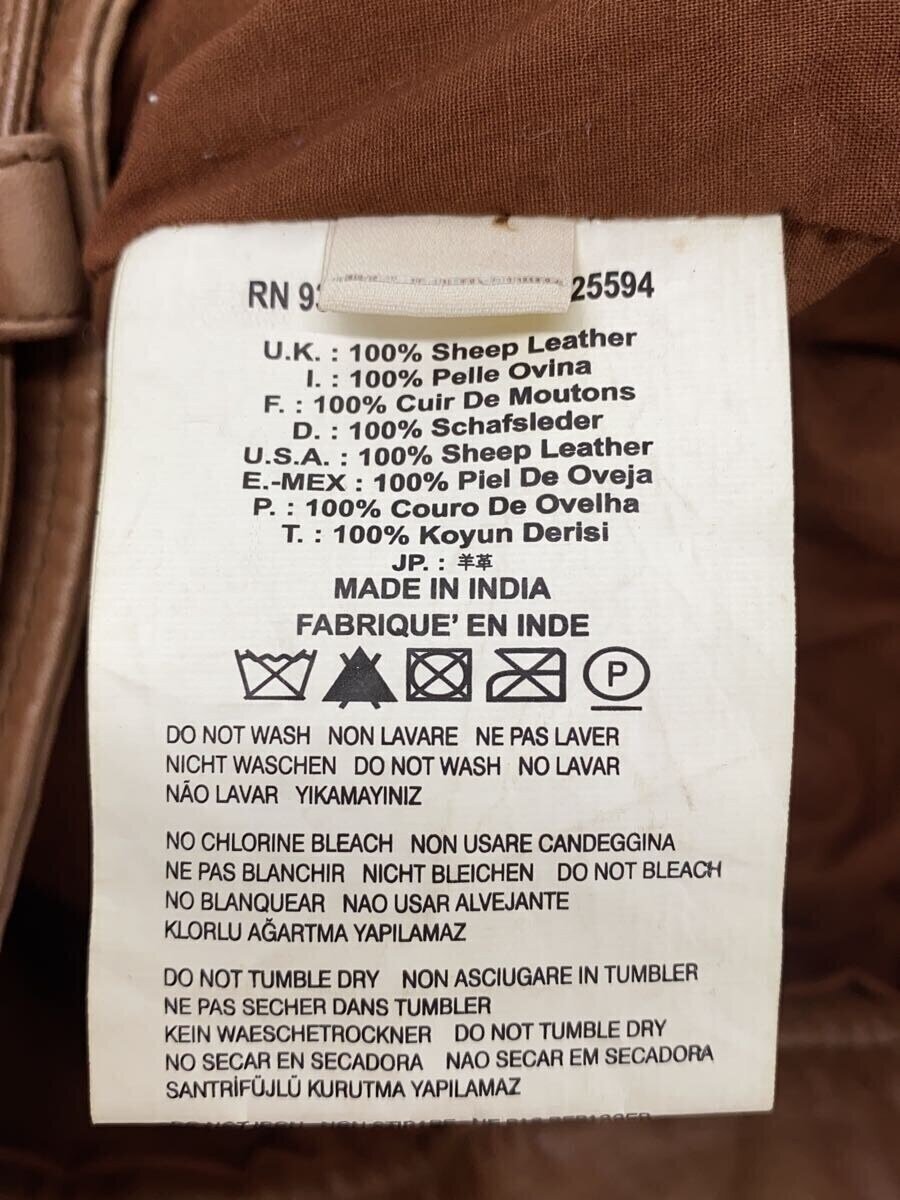 RN 93 25594
U.K. : 100% Sheep Leather
I. : 100% Pelle Ovina
F. : 100% Cuir De Moutons
D. : 100% Schafsleder
U.S.A. : 100% Sheep Leather
E.-MEX : 100% Piel De Oveja
P. : 100% Couro De Ovelha
T. : 100% Koyun Derisi
JP. : 羊革
MADE IN INDIA
FABRIQUE' EN INDE
P
DO NOT WASH NON LAVARE NE PAS LAVER
NICHT WASCHEN DO NOT WASH NO LAVAR
NÃO LAVAR YIKAMAYINIZ
NO CHLORINE BLEACH NON USARE CANDEGGINA
NE PAS BLANCHIR NICHT BLEICHEN DO NOT BLEACH
NO BLANQUEAR NAO USAR ALVEJANTE
KLORLU AĞARTMA YAPILAMAZ
DO NOT TUMBLE DRY NON ASCIUGARE IN TUMBLER
NE PAS SECHER DANS TUMBLER
KEIN WAESCHETROCKNER DO NOT TUMBLE DRY
NO SECAR EN SECADORA NAO SECAR EM SECADORA
SANTRİFÜJLÜ KURUTMA YAPILAMAZ